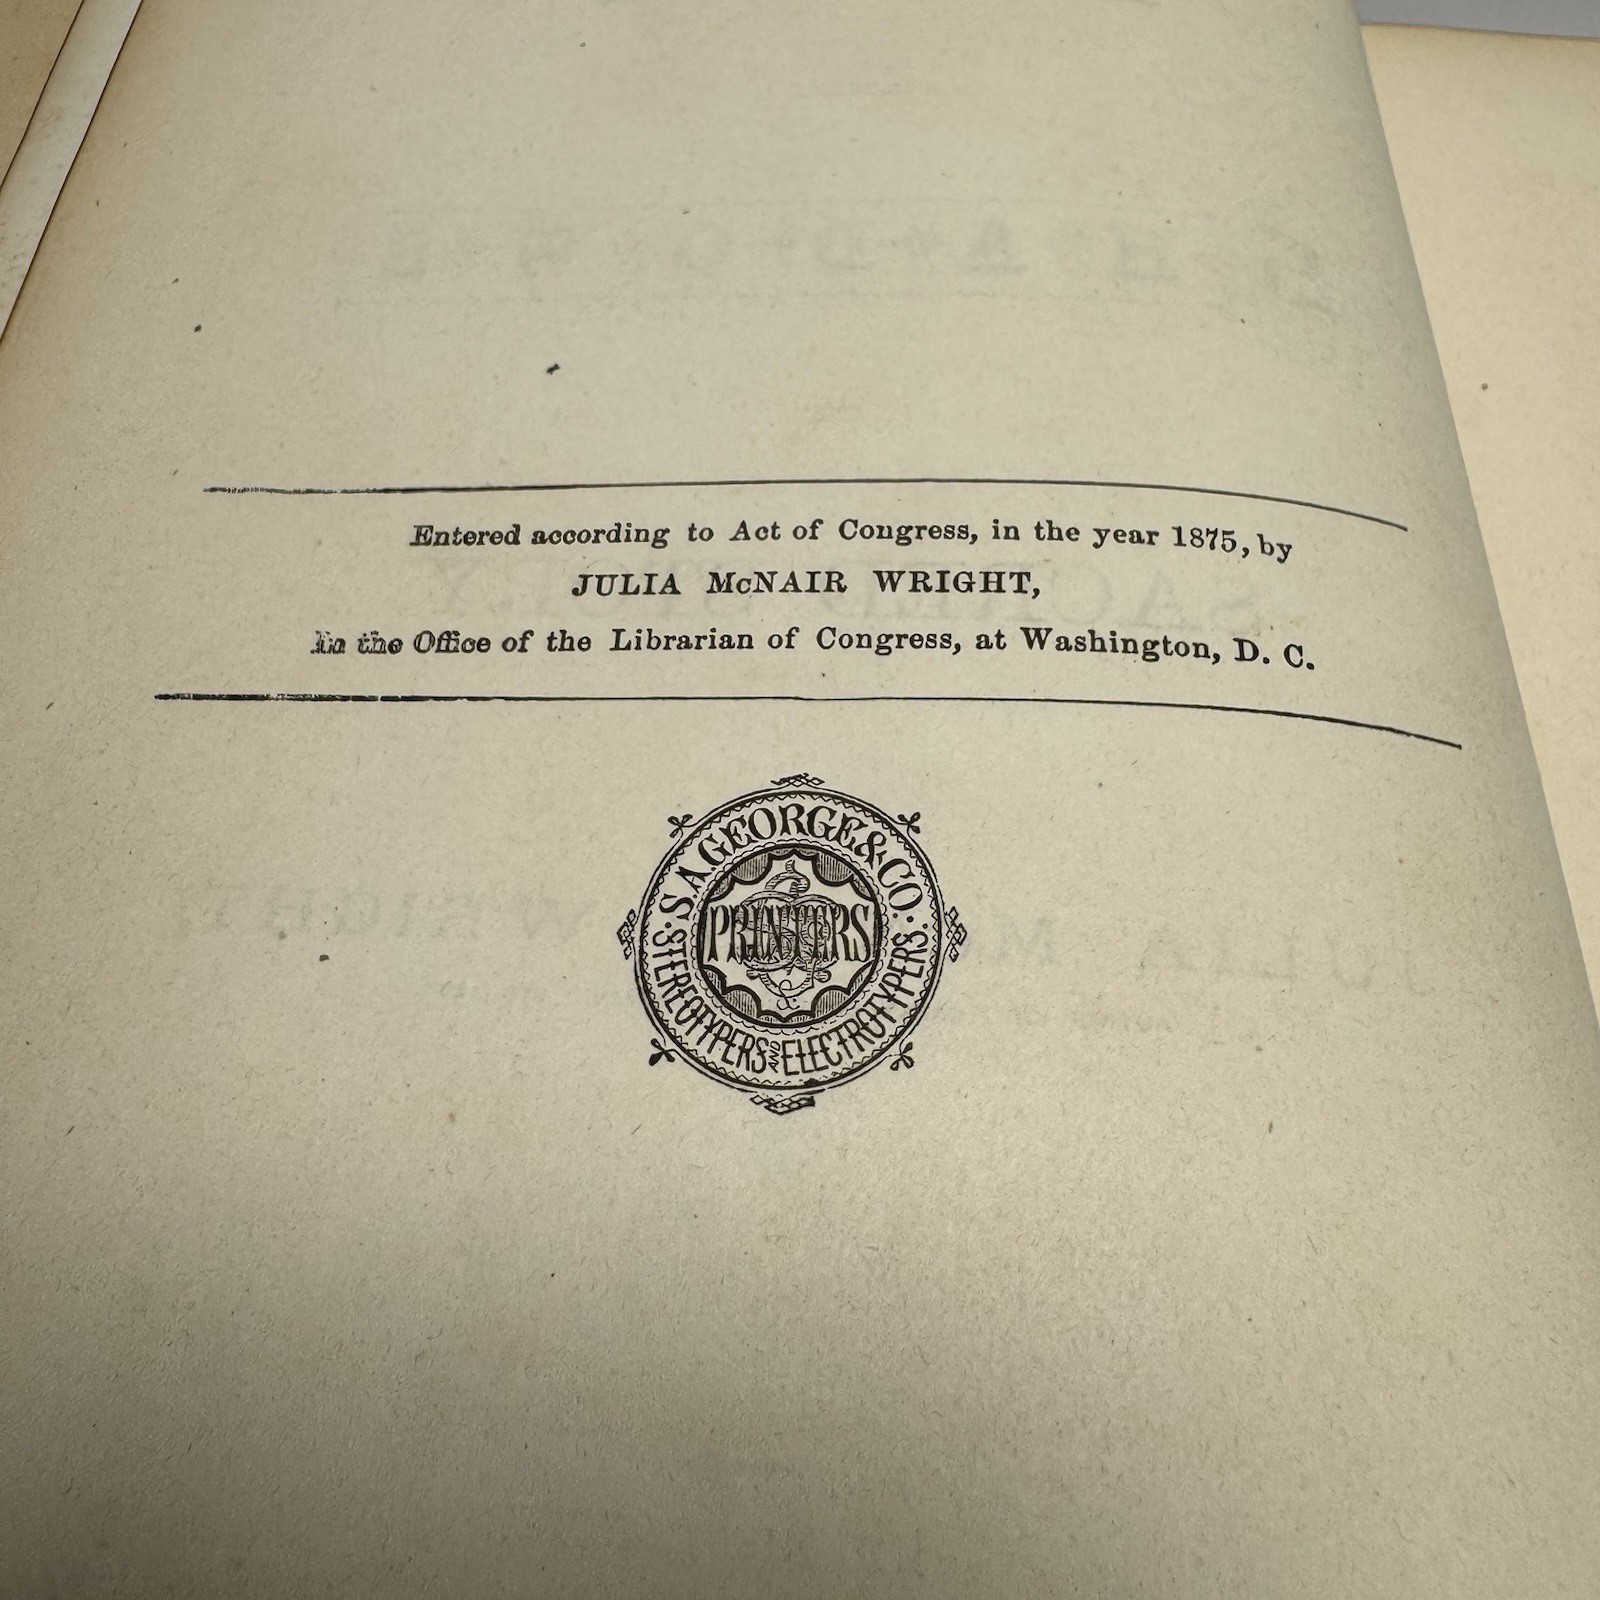 Entered according to Act of Congress, in the year 1875, by
JULIA McNAIR WRIGHT,
In the Office of the Librarian of Congress, at Washington, D. C.
S. A. GEORGE & CO.
PRINTERS
STEREOTYPERS AND ELECTROTYPERS